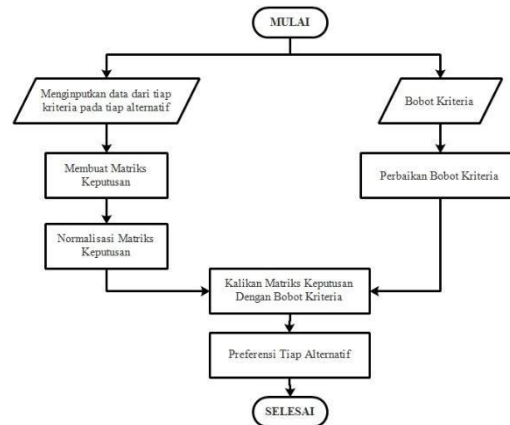 MULAI
Menginputkan data dari tiap
kriteria pada tiap alternatif
Bobot Kriteria
Membuat Matriks
Keputusan
Perbaikan Bobot Kriteria
Normalisasi Matriks
Keputusan
Kalikan Matriks Keputusan
Dengan Bobot Kriteria
Preferensi Tiap Alternatif
SELESAI